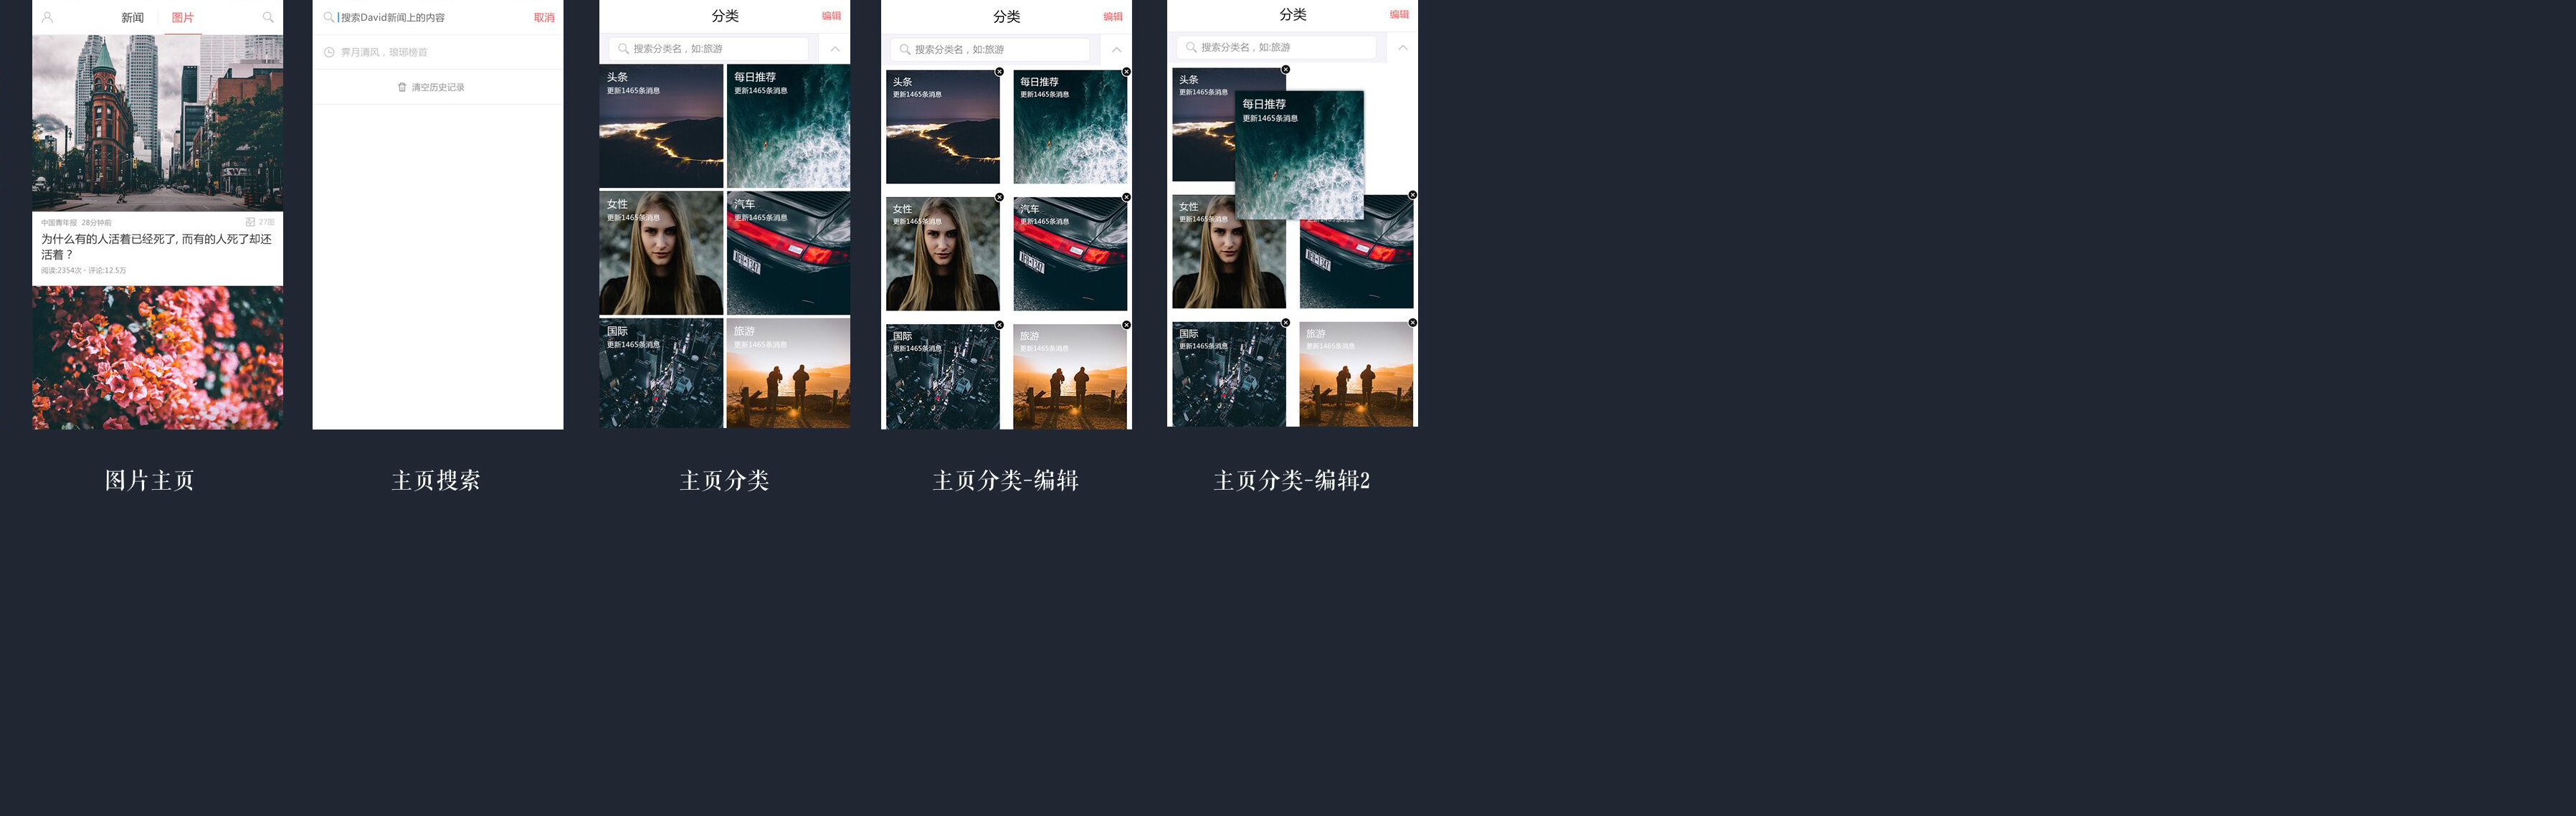 新闻
图片
中国青年报 28分钟前
27图
为什么有的人活着已经死了, 而有的人死了却还
活着？
阅读:2354次 · 评论:12.5万
图片主页
搜索David新闻上的内容
取消
霁月清风，琅琊榜首
清空历史记录
主页搜索
分类
编辑
搜索分类名，如:旅游
头条
更新1465条消息
每日推荐
更新1465条消息
女性
更新1465条消息
汽车
国际
更新1465条消息
旅游
更新1465条消息
主页分类
分类
编辑
搜索分类名，如:旅游
头条
更新1465条消息
每日推荐
更新1465条消息
女性
更新1465条消息
汽车
更新1465条消息
国际
更新1465条消息
旅游
更新1465条消息
主页分类-编辑
分类
编辑
搜索分类名，如:旅游
头条
更新1465条消息
每日推荐
更新1465条消息
女性
更新1465条消息
国际
更新1465条消息
旅游
更新1465条消息
主页分类-编辑2